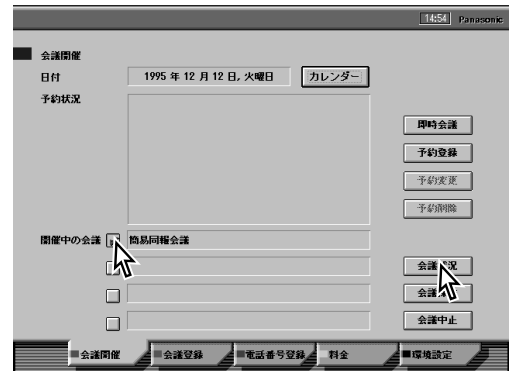 14:54 Panasonic
会議開催
日付 1995 年 12 月 12 日, 火曜日 カレンダー
予約状況
即時会議
予約登録
予約変更
予約削除
開催中の会議 簡易同報会議
会議状況
会議
会議中止
会議開催 会議登録 電話番号登録 料金 環境設定